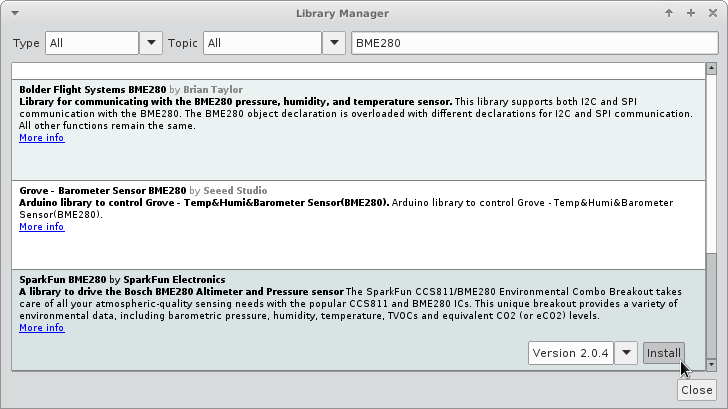 Library Manager
Type All Topic All BME280
Bolder Flight Systems BME280 by Brian Taylor
Library for communicating with the BME280 pressure, humidity, and temperature sensor. This library supports both I2C and SPI
communication with the BME280. The BME280 object declaration is overloaded with different declarations for I2C and SPI communication.
All other functions remain the same.
More info
Grove - Barometer Sensor BME280 by Seeed Studio
Arduino library to control Grove - Temp&Humi&Barometer Sensor(BME280). Arduino library to control Grove - Temp&Humi&Barometer
Sensor(BME280).
More info
SparkFun BME280 by SparkFun Electronics
A library to drive the Bosch BME280 Altimeter and Pressure sensor The SparkFun CCS811/BME280 Environmental Combo Breakout takes
care of all your atmospheric-quality sensing needs with the popular CCS811 and BME280 ICs. This unique breakout provides a variety of
environmental data, including barometric pressure, humidity, temperature, TVOCs and equivalent CO2 (or eCO2) levels.
More info
Version 2.0.4 Install
Close